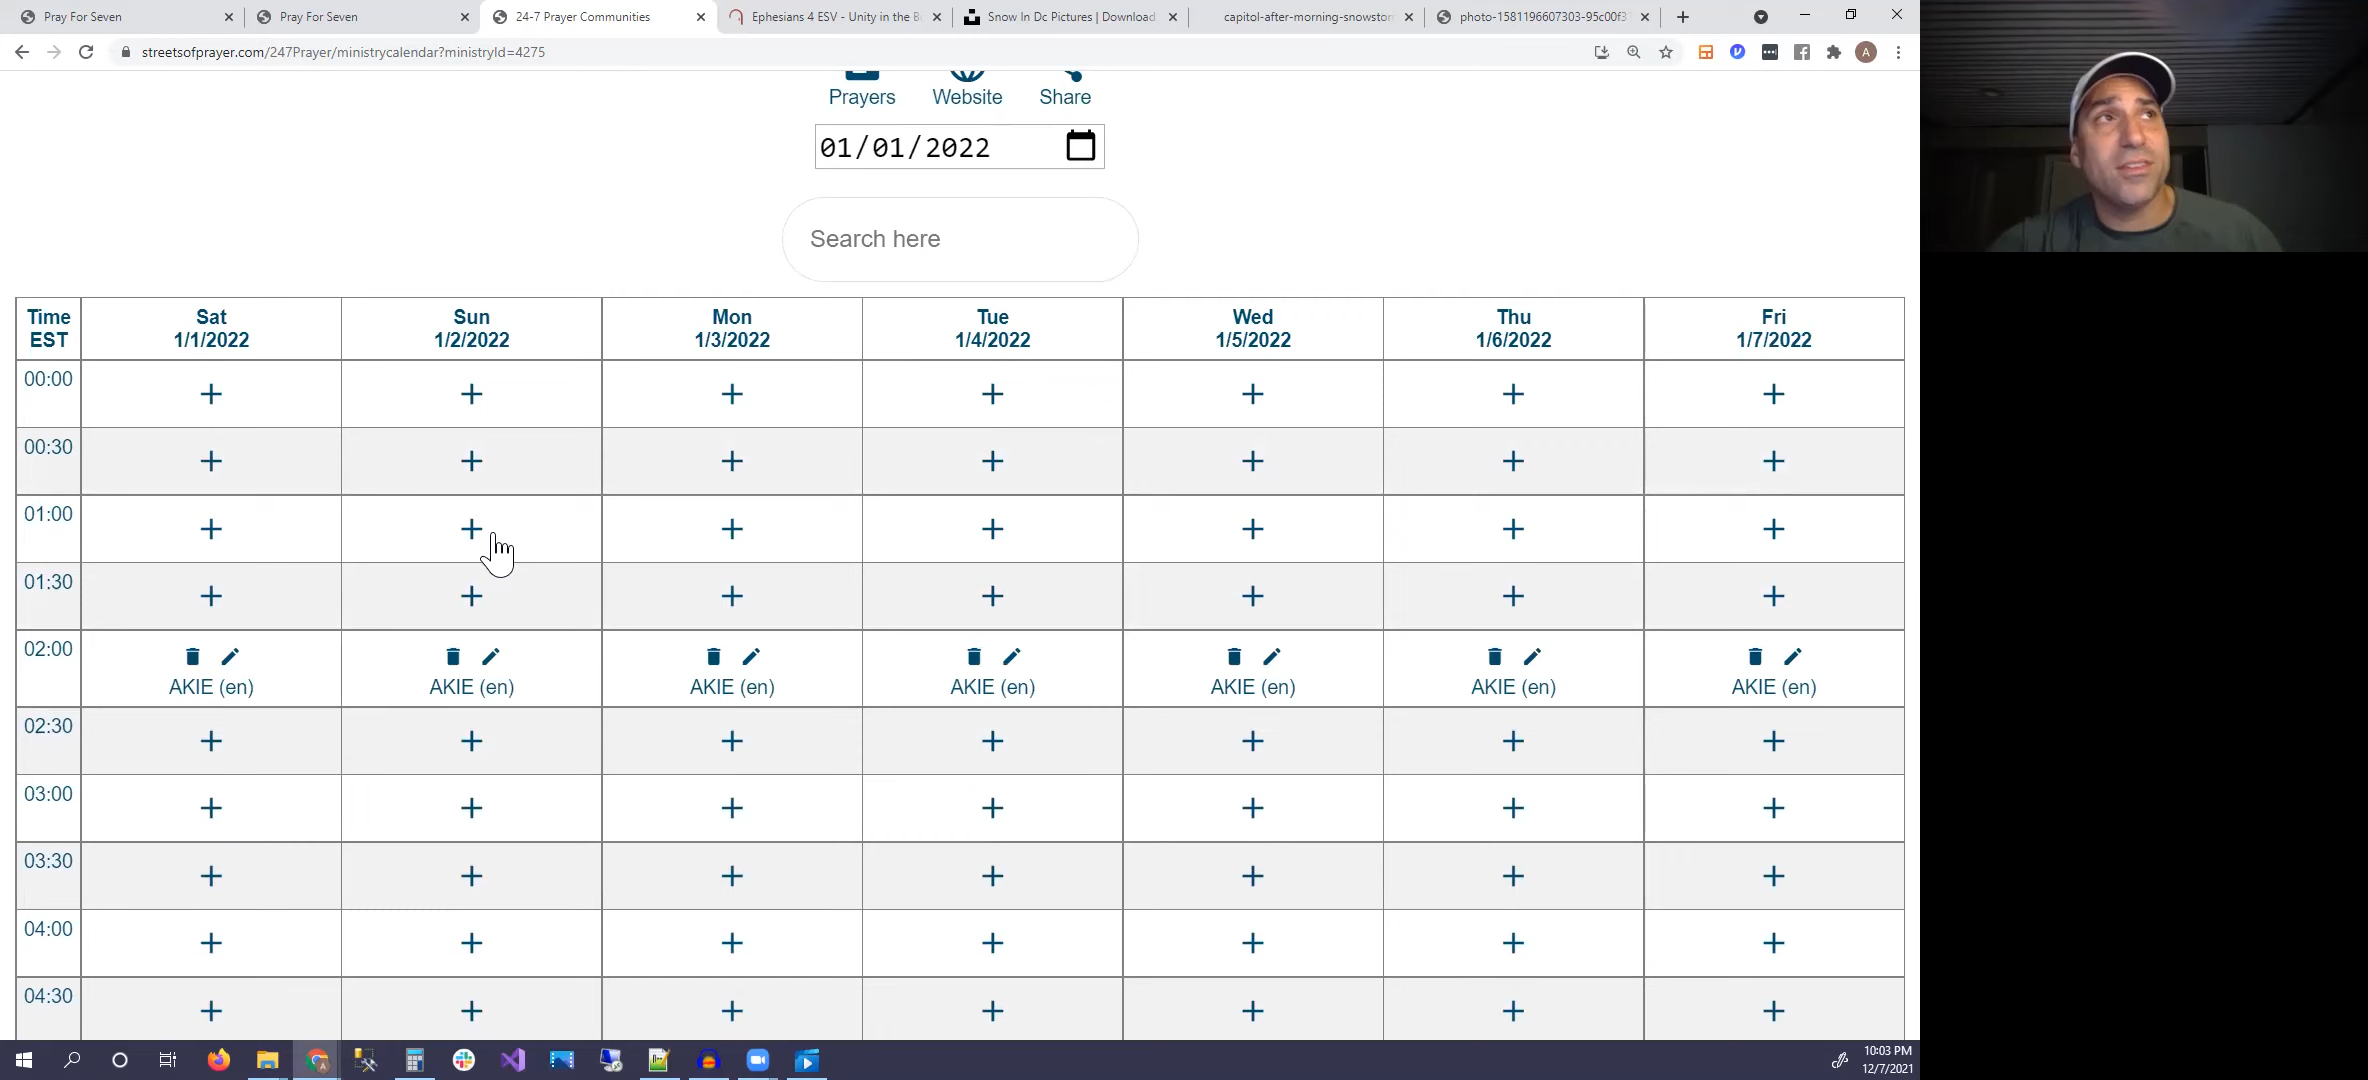 Pray For Seven
Pray For Seven
24-7 Prayer Communities
Ephesians 4 ESV - Unity in the B
Snow In Dc Pictures | Download
capitol-after-morning-snowstor
photo-1581196607303-95c00f3
streetsofprayer.com/247Prayer/ministrycalendar?ministryId=4275
A
Prayers Website Share
01/01/2022
Search here
Time EST
Sat 1/1/2022
Sun 1/2/2022
Mon 1/3/2022
Tue 1/4/2022
Wed 1/5/2022
Thu 1/6/2022
Fri 1/7/2022
00:00
00:30
01:00
01:30
02:00
AKIE (en) AKIE (en) AKIE (en) AKIE (en) AKIE (en) AKIE (en) AKIE (en)
02:30
03:00
03:30
04:00
04:30
10:03 PM
12/7/2021